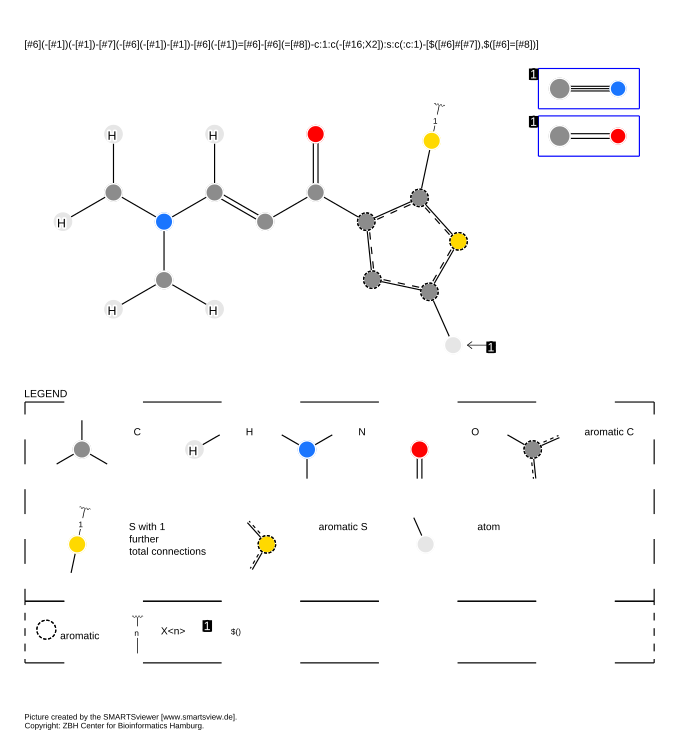 [#6](-[#1])(-[#1])-[#7](-[#6](-[#1])-[#1])-[#6](-[#1])=[#6]-[#6](=[#8])-c:1:c(-[#16;X2]):s:c(:c:1)-[$([#6]#[#7]),$([#6]=[#8])]
1
1
1
H
H
H
H
H
1
LEGEND
C
H
H
N
O
aromatic C
1
S with 1
further
total connections
aromatic S
atom
aromatic
n
X<n>
1
$()
Picture created by the SMARTSviewer [www.smartsview.de].
Copyright: ZBH Center for Bioinformatics Hamburg.